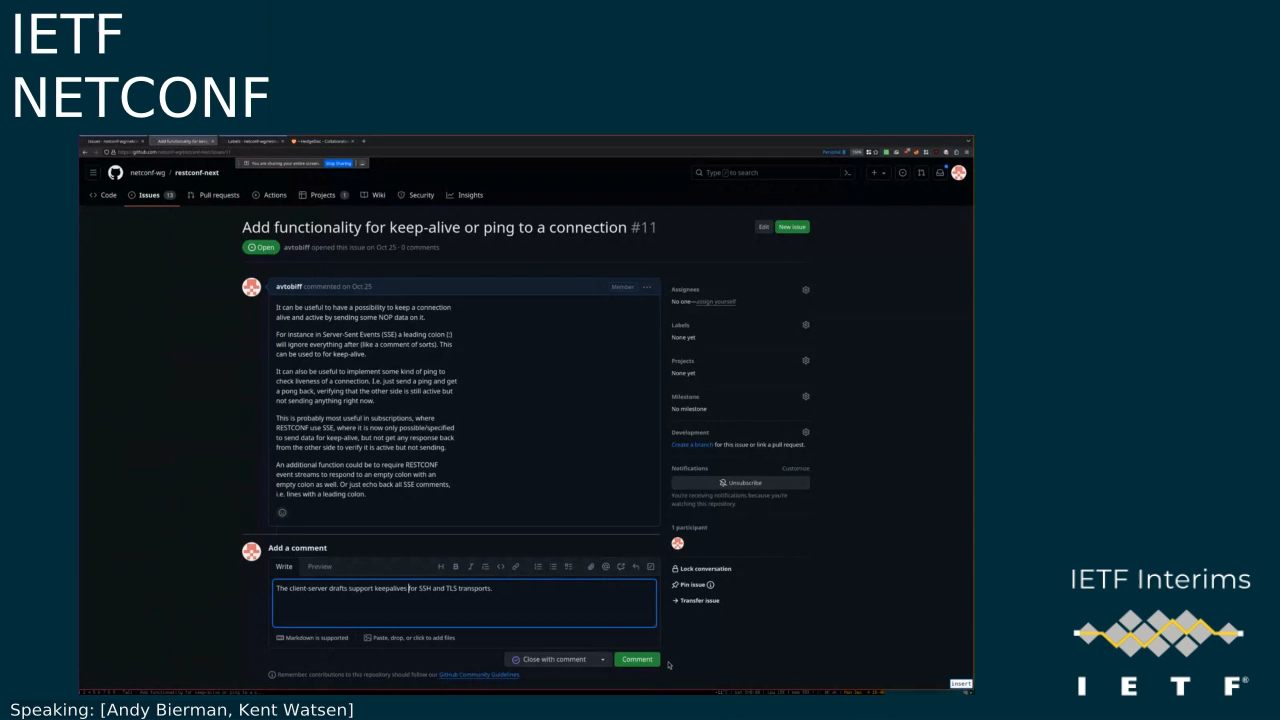 IETF
NETCONF
You are sharing your entire screen.
Stop Sharing
netconf-wg / restconf-next
Type / to search
Code
Issues 13
Pull requests
Actions
Projects 1
Wiki
Security
Insights
Add functionality for keep-alive or ping to a connection #11
Edit
New issue
Open
avtobiff opened this issue on Oct 25 · 0 comments
avtobiff commented on Oct 25
Member
It can be useful to have a possibility to keep a connection
alive and active by sending some NOP data on it.
For instance in Server-Sent Events (SSE) a leading colon (:)
will ignore everything after (like a comment of sorts). This
can be used to for keep-alive.
It can also be useful to implement some kind of ping to
check liveness of a connection. I.e. just send a ping and get
a pong back, verifying that the other side is still active but
not sending anything right now.
This is probably most useful in subscriptions, where
RESTCONF use SSE, where it is now only possible/specified
to send data for keep-alive, but not get any response back
from the other side to verify it is active but not sending.
An additional function could be to require RESTCONF
event streams to respond to an empty colon with an
empty colon as well. Or just echo back all SSE comments,
i.e. lines with a leading colon.
Assignees
No one—assign yourself
Labels
None yet
Projects
None yet
Milestone
No milestone
Development
Create a branch for this issue or link a pull request.
Notifications
Customize
Unsubscribe
You're receiving notifications because you're
watching this repository.
1 participant
Lock conversation
Pin issue
Transfer issue
Add a comment
Write
Preview
The client-server drafts support keepalives for SSH and TLS transports.
Markdown is supported
Paste, drop, or click to add files
Close with comment
Comment
Remember, contributions to this repository should follow our GitHub Community Guidelines.
insert
IETF Interims
I E T F®
Speaking: [Andy Bierman, Kent Watsen]